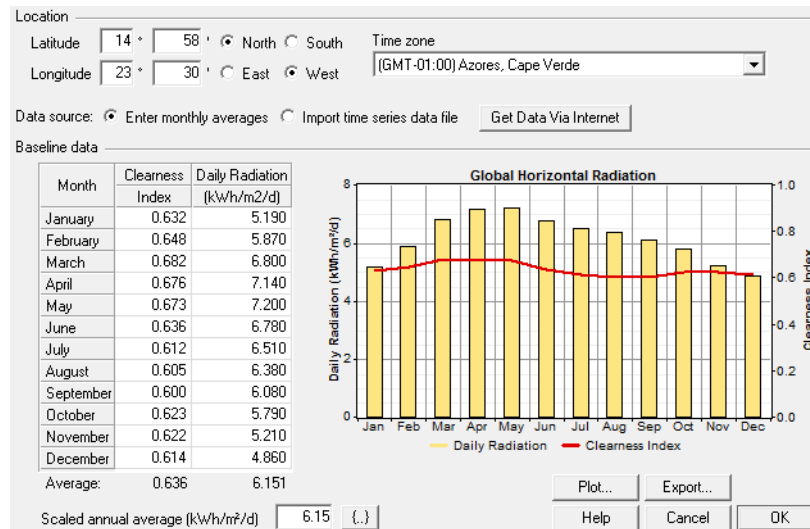 Location
Latitude 14 ° 58 ' North South Time zone
Longitude 23 ° 30 ' East West (GMT-01:00) Azores, Cape Verde
Data source: Enter monthly averages Import time series data file Get Data Via Internet
Baseline data
Month Clearness Index Daily Radiation (kWh/m2/d)
January 0.632 5.190
February 0.648 5.870
March 0.682 6.800
April 0.676 7.140
May 0.673 7.200
June 0.636 6.780
July 0.612 6.510
August 0.605 6.380
September 0.600 6.080
October 0.623 5.790
November 0.622 5.210
December 0.614 4.860
Average: 0.636 6.151
Scaled annual average (kWh/m²/d) 6.15 {..}
Global Horizontal Radiation
Daily Radiation (kWh/m²/d)
8
6
4
2
0
1.0
0.8
0.6
0.4
0.2
0.0
Clearness Index
Jan Feb Mar Apr May Jun Jul Aug Sep Oct Nov Dec
Daily Radiation Clearness Index
Plot... Export...
Help Cancel OK